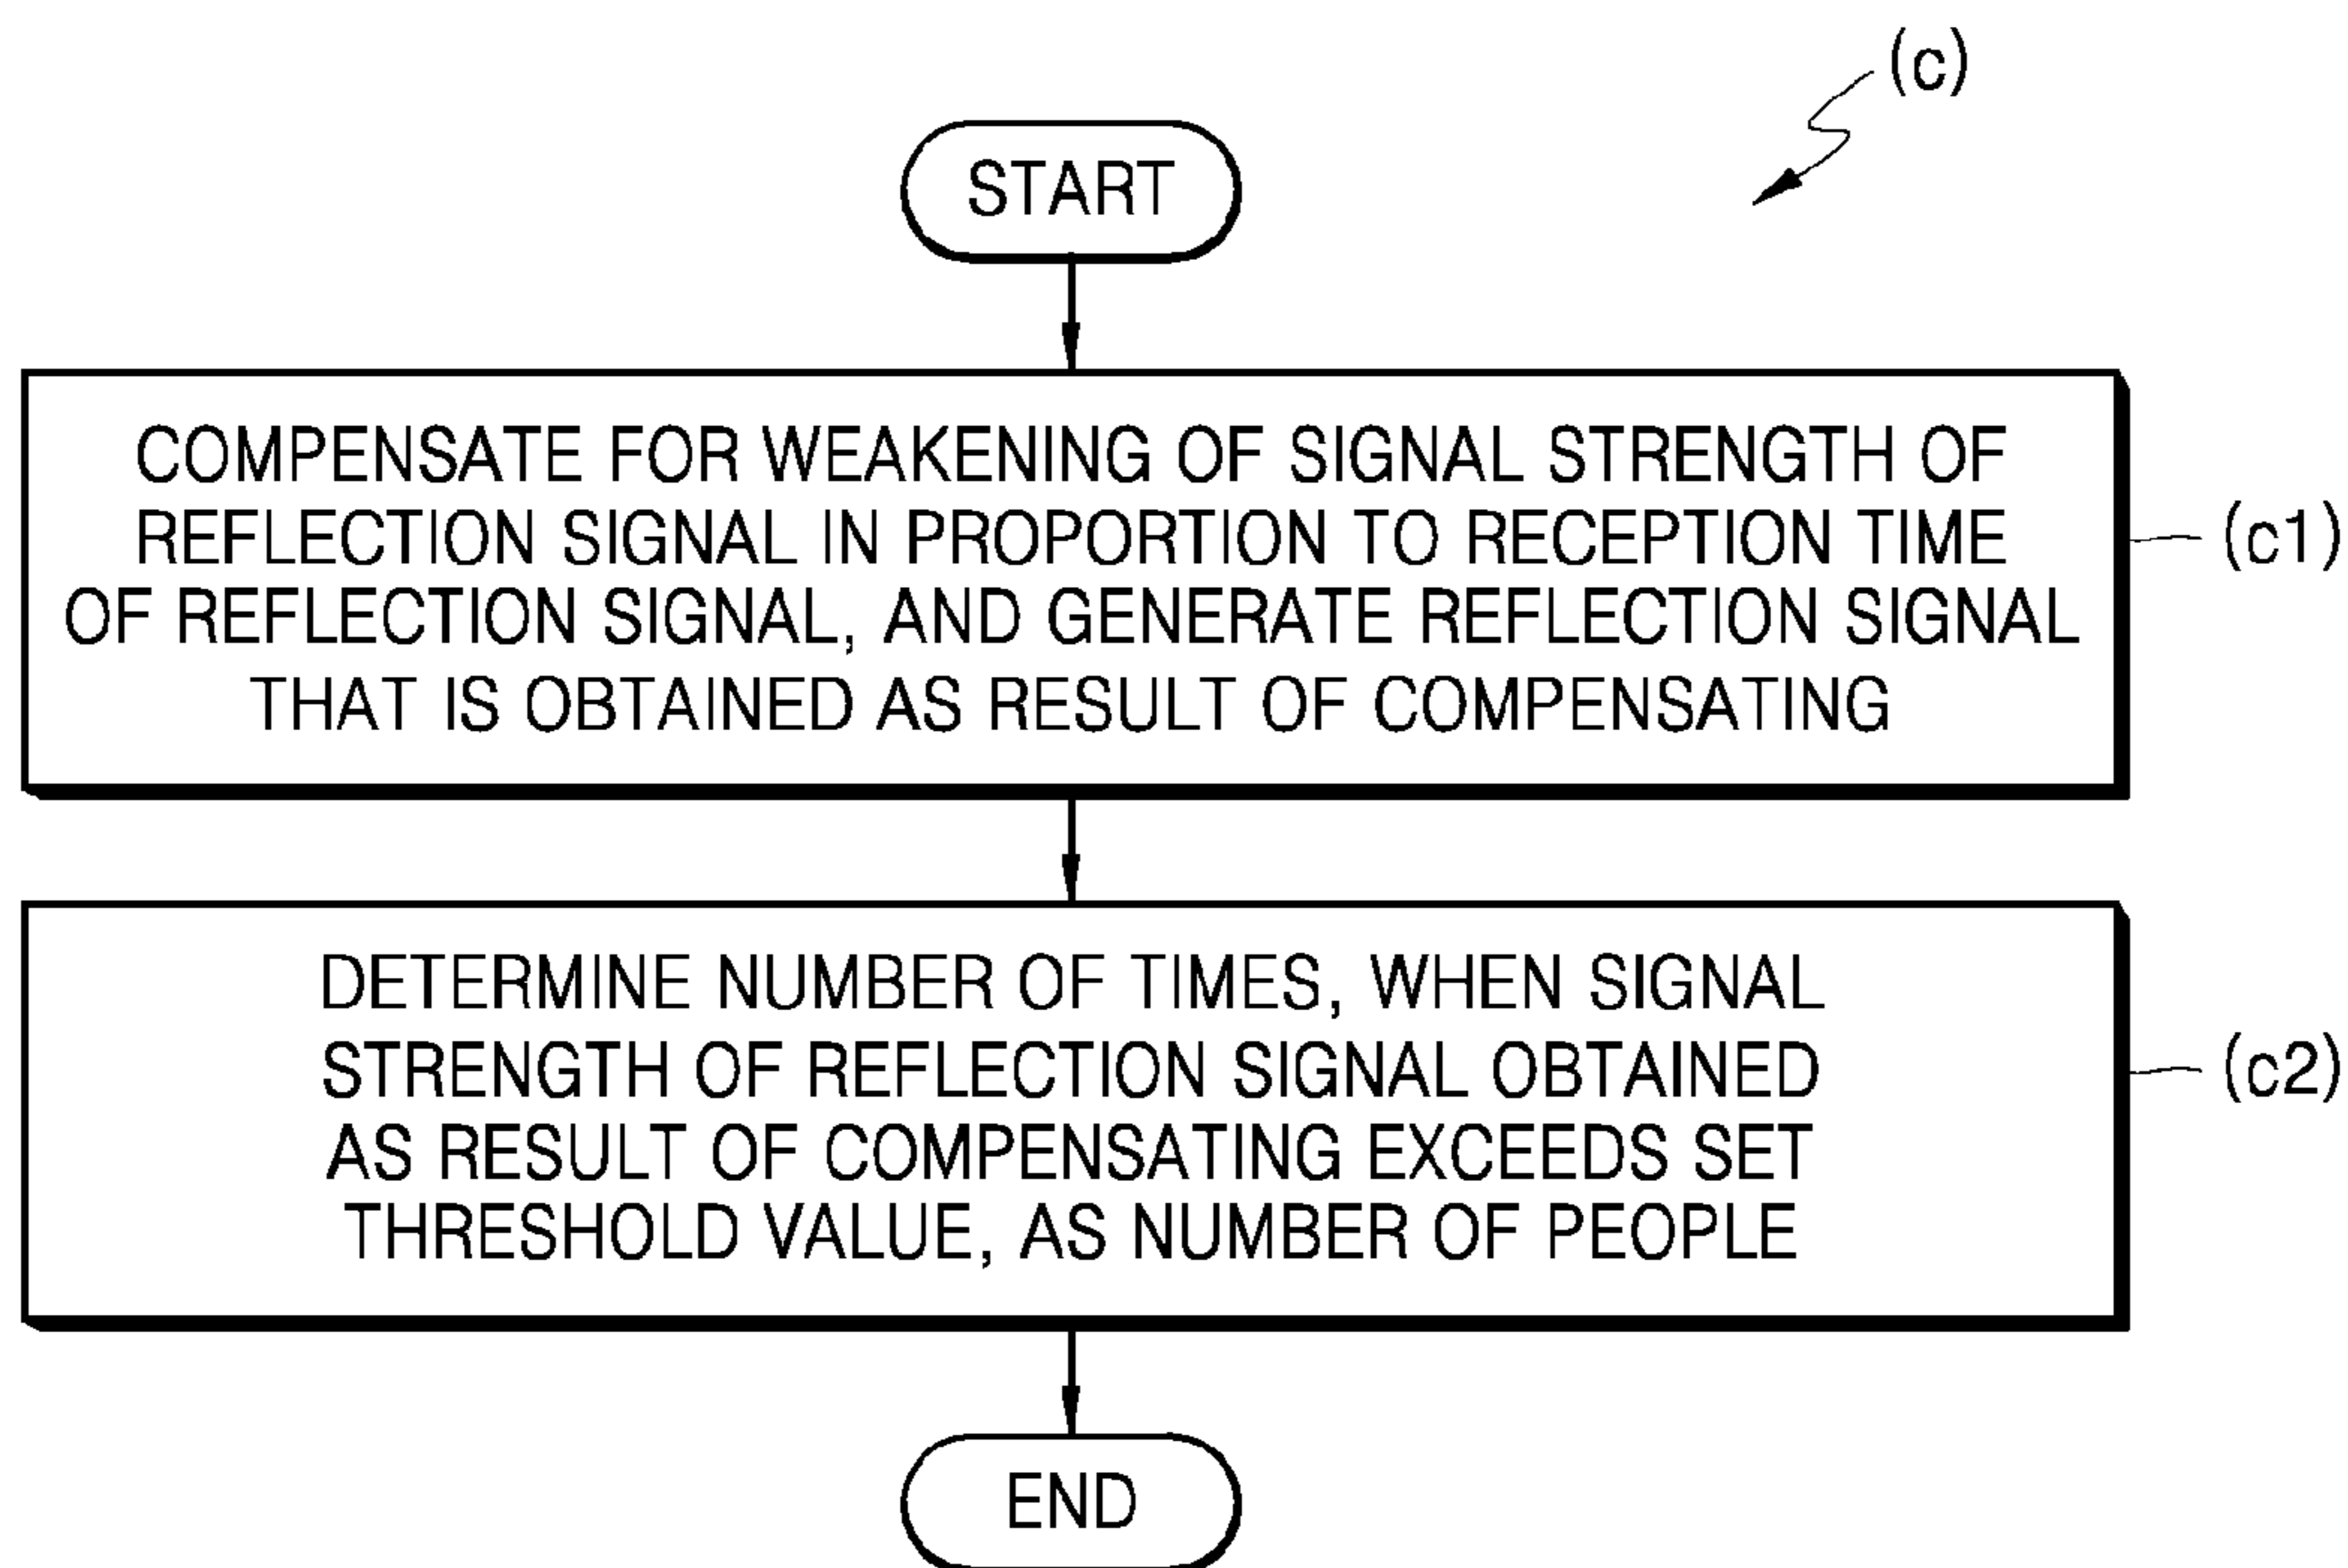 (c)
START
COMPENSATE FOR WEAKENING OF SIGNAL STRENGTH OF
REFLECTION SIGNAL IN PROPORTION TO RECEPTION TIME
OF REFLECTION SIGNAL, AND GENERATE REFLECTION SIGNAL
THAT IS OBTAINED AS RESULT OF COMPENSATING
(c1)
DETERMINE NUMBER OF TIMES, WHEN SIGNAL
STRENGTH OF REFLECTION SIGNAL OBTAINED
AS RESULT OF COMPENSATING EXCEEDS SET
THRESHOLD VALUE, AS NUMBER OF PEOPLE
(c2)
END